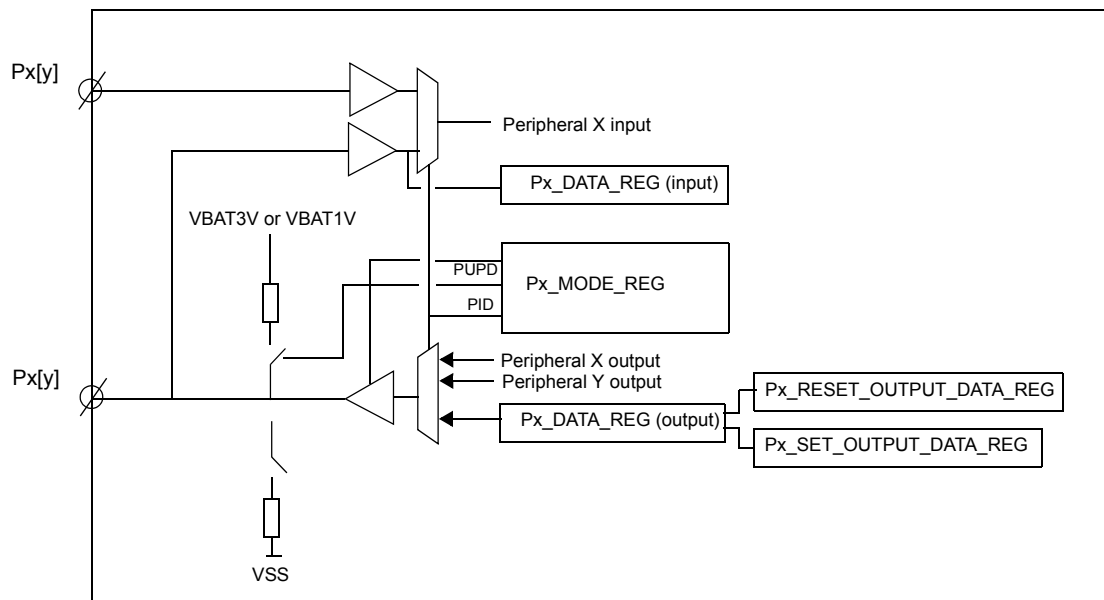 Px[y]
Peripheral X input
Px_DATA_REG (input)
VBAT3V or VBAT1V
PUPD
Px_MODE_REG
PID
Peripheral X output
Px[y]
Peripheral Y output
Px_RESET_OUTPUT_DATA_REG
Px_DATA_REG (output)
Px_SET_OUTPUT_DATA_REG
VSS